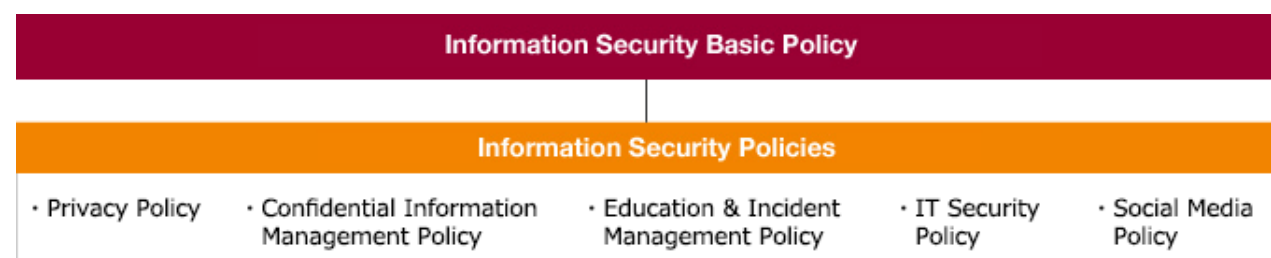 Information Security Basic Policy
Information Security Policies
・Privacy Policy
・Confidential Information
Management Policy
・Education & Incident
Management Policy
・IT Security
Policy
・Social Media
Policy